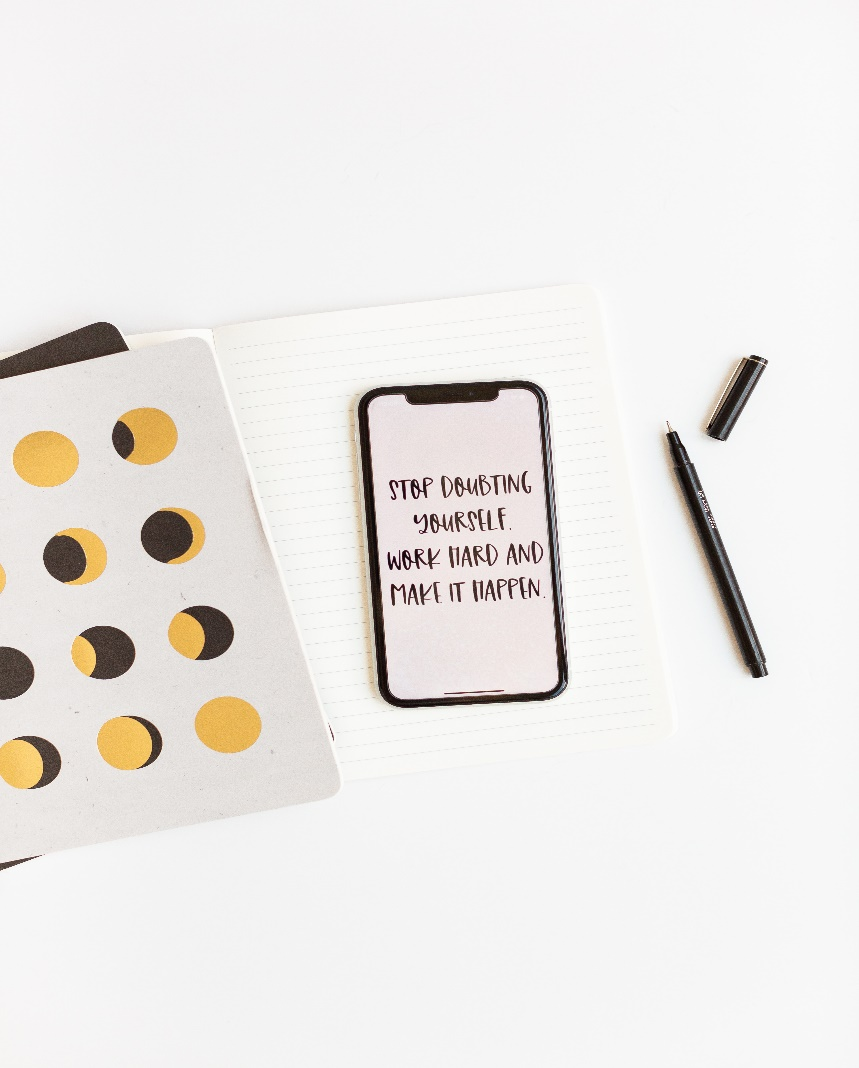 STOP DOUBTING
YOURSELF.
WORK HARD AND
MAKE IT HAPPEN.